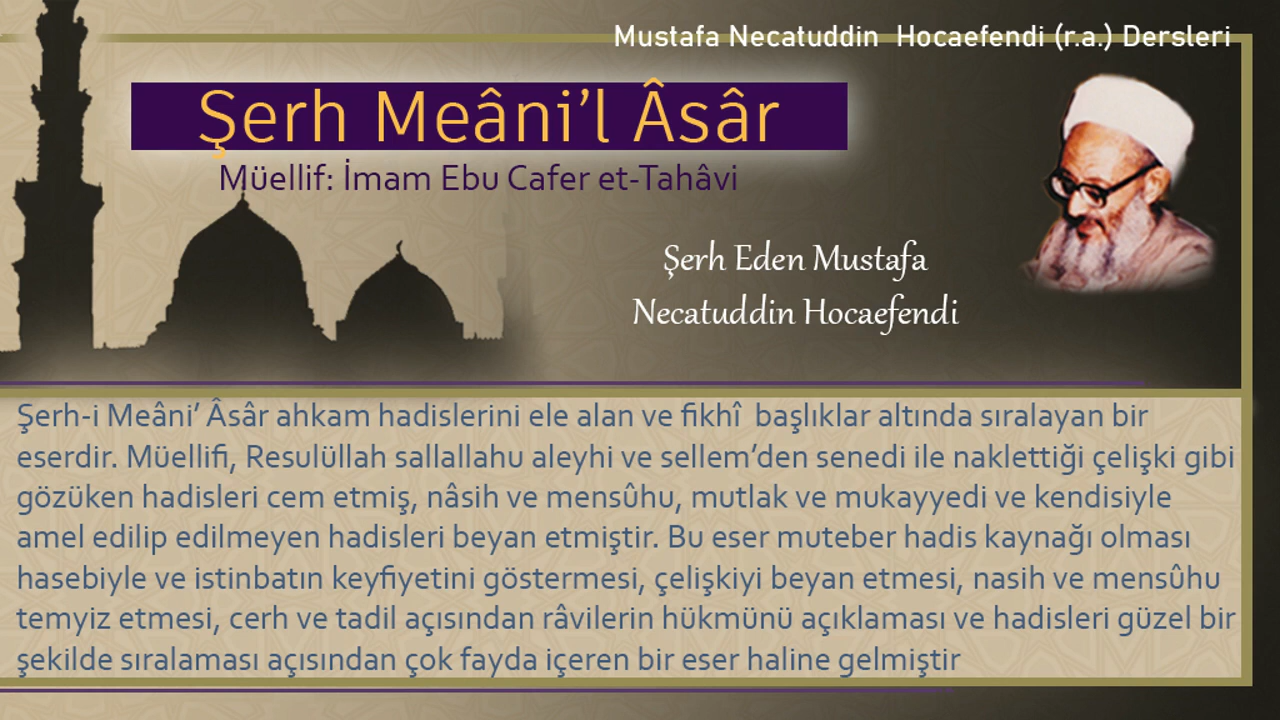 Mustafa Necatuddin Hocaefendi (r.a.) Dersleri
Şerh Meâni’l Âsâr
Müellif: İmam Ebu Cafer et-Tahâvi
Şerh Eden Mustafa
Necatuddin Hocaefendi
Şerh-i Meâni’ Âsâr ahkam hadislerini ele alan ve fikhî başlıklar altında sıralayan bir
eserdir. Müellifi, Resulüllah sallallahu aleyhi ve sellem’den senedi ile naklettiği çelişki gibi
gözüken hadisleri cem etmiş, nâsih ve mensûhu, mutlak ve mukayyedi ve kendisiyle
amel edilip edilmeyen hadisleri beyan etmiştir. Bu eser muteber hadis kaynağı olması
hasebiyle ve istinbatın keyfiyetini göstermesi, çelişkiyi beyan etmesi, nasih ve mensûhu
temyiz etmesi, cerh ve tadil açısından râvilerin hükmünü açıklaması ve hadisleri güzel bir
şekilde sıralaması açısından çok fayda içeren bir eser haline gelmiştir